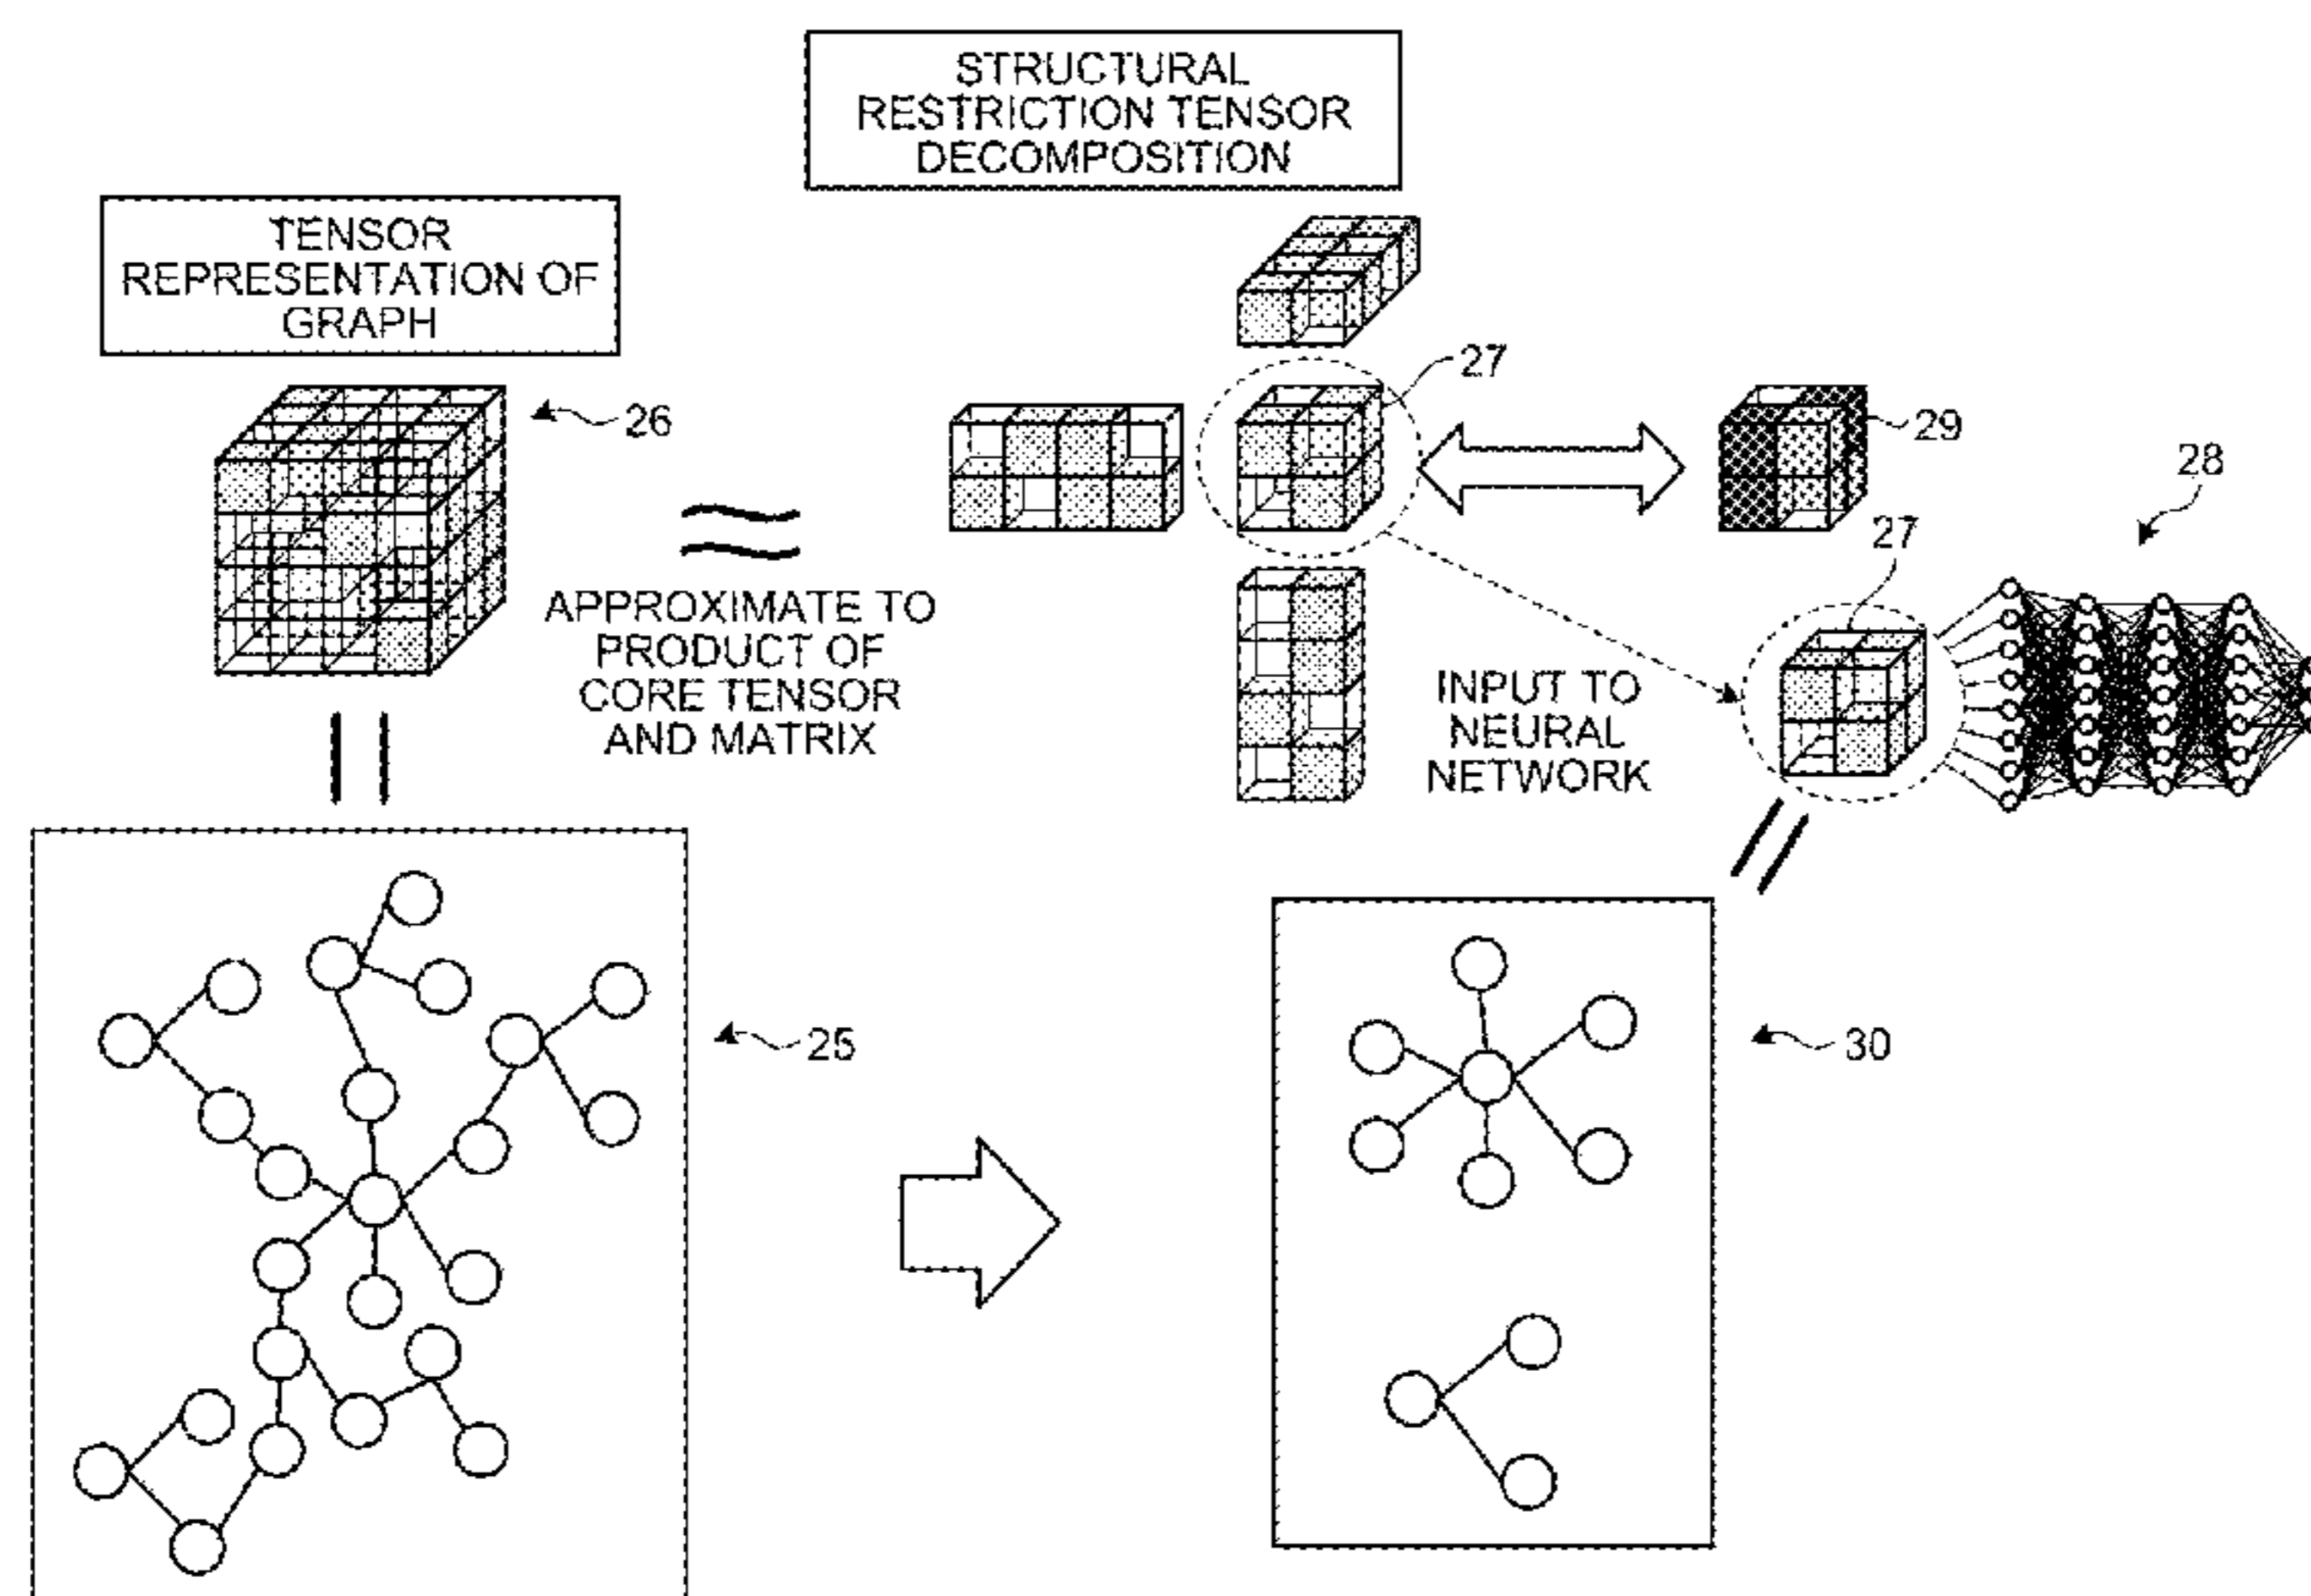 STRUCTURAL
RESTRICTION TENSOR
DECOMPOSITION
TENSOR
REPRESENTATION OF
GRAPH
27
26
29
28
27
APPROXIMATE TO
PRODUCT OF
CORE TENSOR
AND MATRIX
INPUT TO
NEURAL
NETWORK
25
30